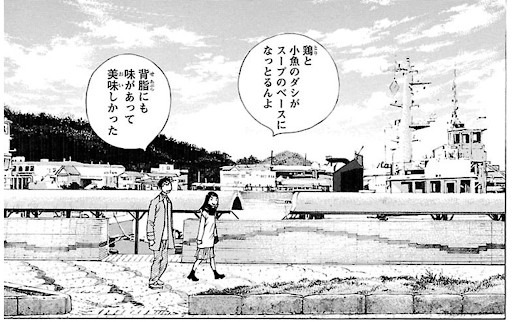 鶏と
小魚のダシが
スープのベースに
なっとるんよ
背脂にも
味があって
美味しかった